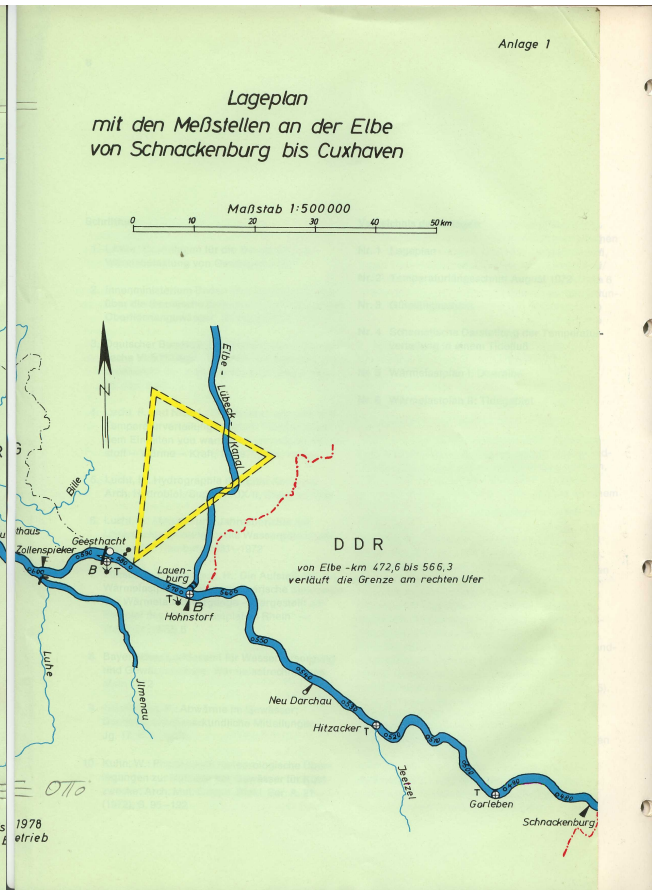 Anlage 1
Lageplan
mit den Meßstellen an der Elbe
von Schnackenburg bis Cuxhaven
Maßstab 1:500 000
0 10 20 30 40 50 km
N
Elbe - Lübeck - Kanal
G
Bille
thaus
Zollenspieker
Geesthacht
B
T
Lauen-
burg
T
B
Hohnstorf
DDR
von Elbe -km 472,6 bis 566,3
verläuft die Grenze am rechten Ufer
Luhe
Ilmenau
Neu Darchau
Hitzacker T
Jeetzel
T
Gorleben
Schnackenburg
OTTO
1978
Betrieb